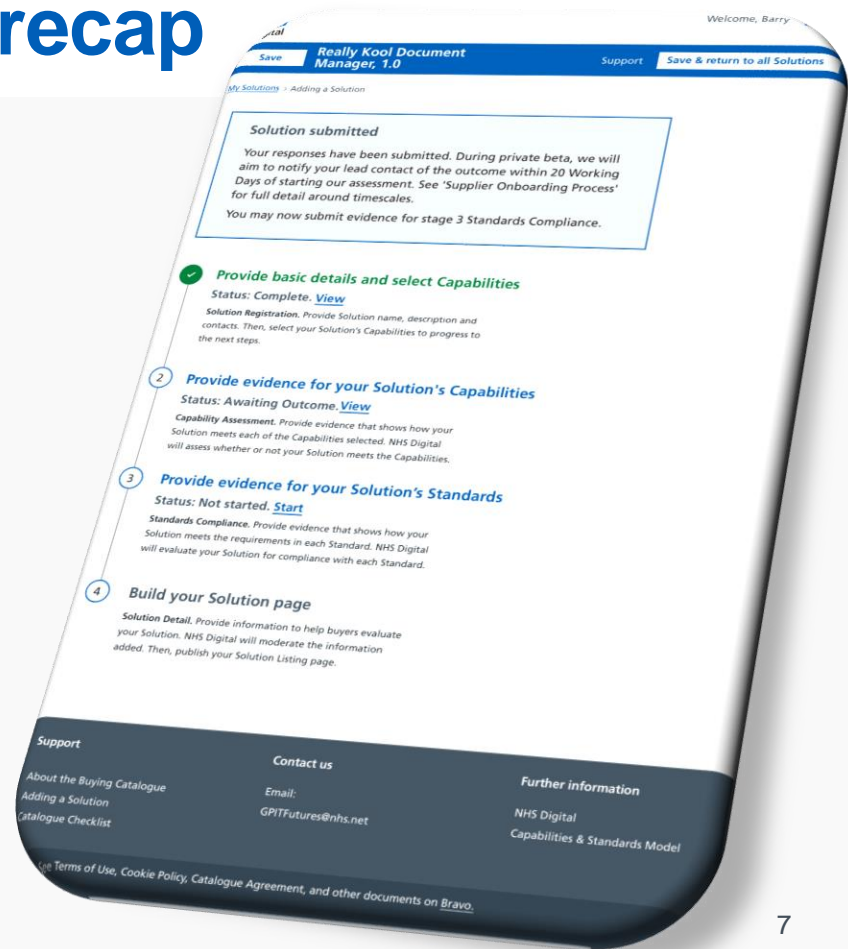 recap
Welcome, Barry
Save
Really Kool Document
Manager, 1.0
Support
Save & return to all Solutions
My Solutions > Adding a Solution
Solution submitted
Your responses have been submitted. During private beta, we will
aim to notify your lead contact of the outcome within 20 Working
Days of starting our assessment. See 'Supplier Onboarding Process'
for full detail around timescales.
You may now submit evidence for stage 3 Standards Compliance.
Provide basic details and select Capabilities
Status: Complete. View
Solution Registration. Provide Solution name, description and
contacts. Then, select your Solution's Capabilities to progress to
the next steps.
2
Provide evidence for your Solution's Capabilities
Status: Awaiting Outcome. View
Capability Assessment. Provide evidence that shows how your
Solution meets each of the Capabilities selected. NHS Digital
will assess whether or not your Solution meets the Capabilities.
3
Provide evidence for your Solution's Standards
Status: Not started. Start
Standards Compliance. Provide evidence that shows how your
Solution meets the requirements in each Standard. NHS Digital
will evaluate your Solution for compliance with each Standard.
4
Build your Solution page
Solution Detail. Provide information to help buyers evaluate
your Solution. NHS Digital will moderate the information
added. Then, publish your Solution Listing page.
Support
About the Buying Catalogue
Adding a Solution
Catalogue Checklist
Contact us
Email:
GPITFutures@nhs.net
Further information
NHS Digital
Capabilities & Standards Model
See Terms of Use, Cookie Policy, Catalogue Agreement, and other documents on Bravo.
7